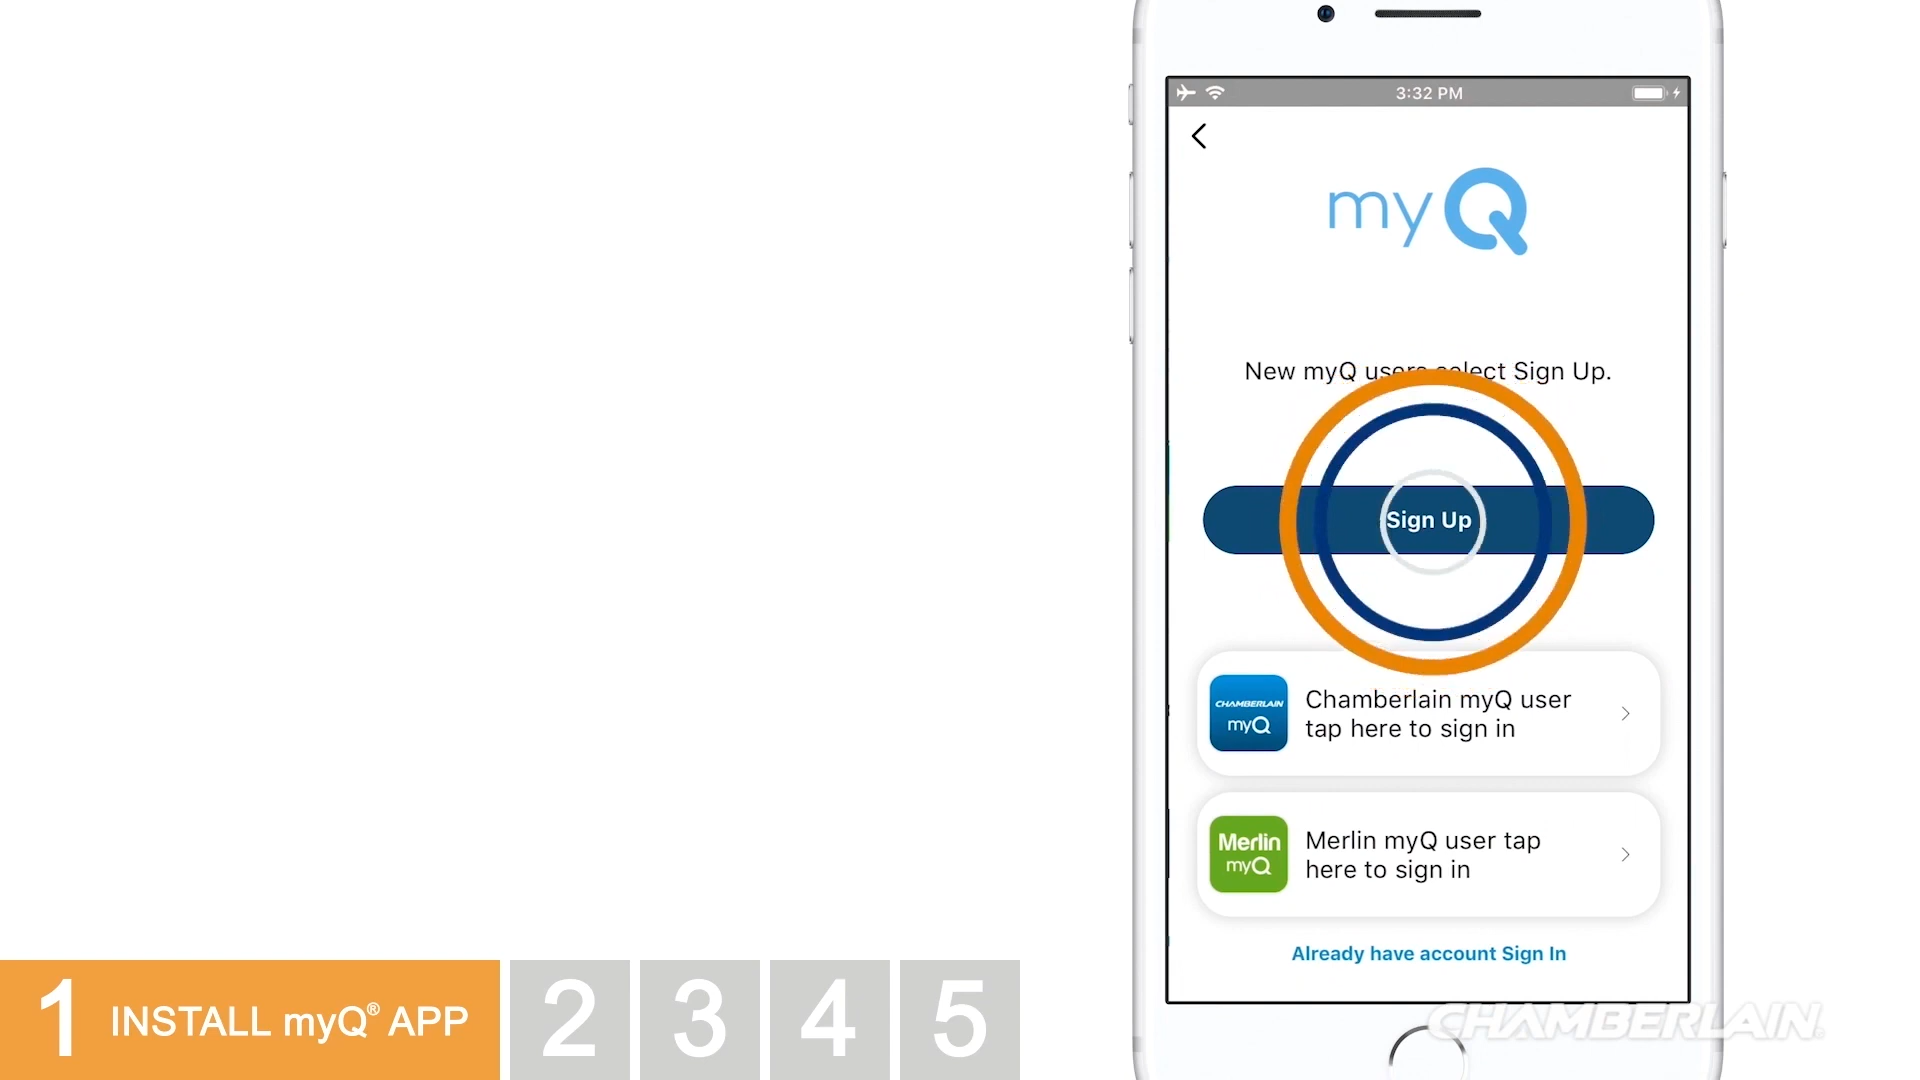 3:32 PM
myQ
New myQ users select Sign Up.
Sign Up
CHAMBERLAIN
myQ
Chamberlain myQ user
tap here to sign in
Merlin
myQ
Merlin myQ user tap
here to sign in
Already have account Sign In
1 INSTALL myQ® APP 2 3 4 5
CHAMBERLAIN®